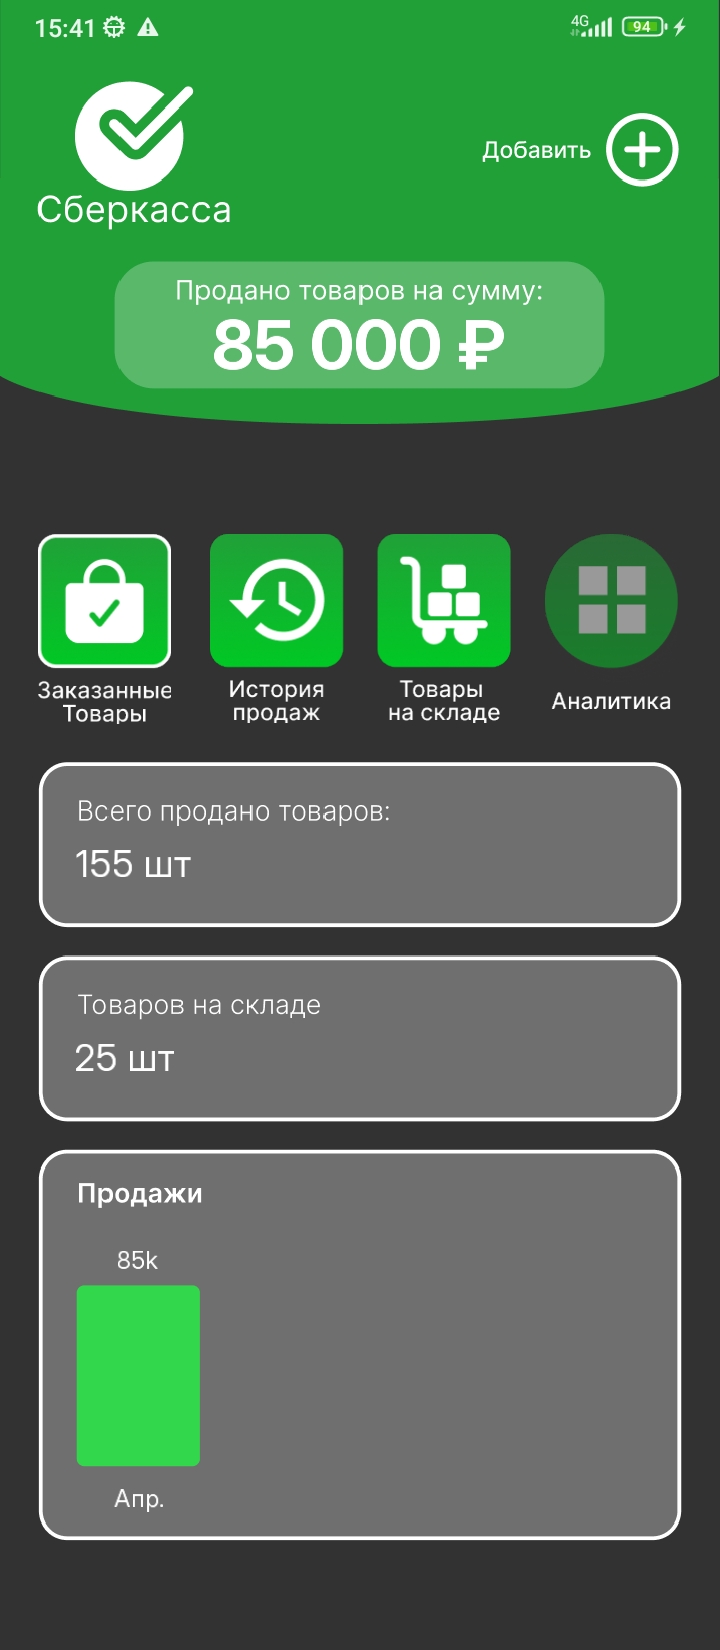 15:41
4G
94
Добавить
Сберкасса
Продано товаров на сумму:
85 000 ₽
Заказанные
Товары
История
продаж
Товары
на складе
Аналитика
Всего продано товаров:
155 шт
Товаров на складе
25 шт
Продажи
85k
Апр.